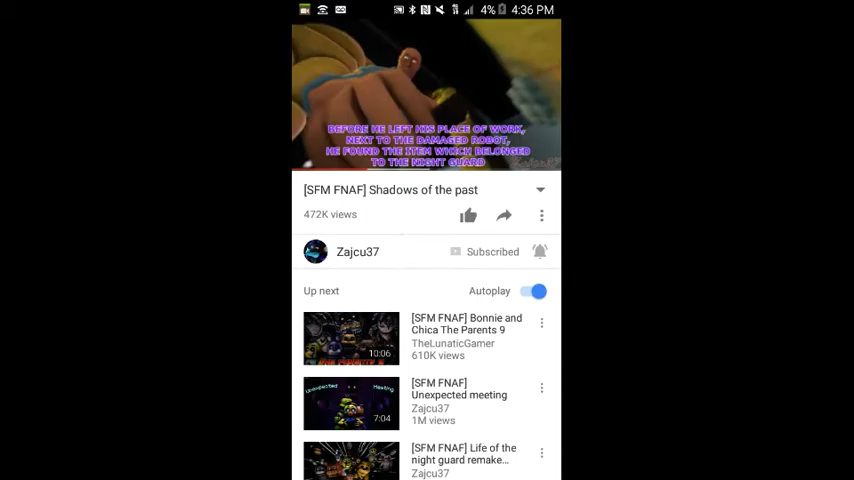 4% 4:36 PM
BEFORE HE LEFT HIS PLACE OF WORK,
NEXT TO THE DAMAGED ROBOT,
HE FOUND THE ITEM WHICH BELONGED
TO THE NIGHT GUARD
[SFM FNAF] Shadows of the past
472K views
Zajcu37
Subscribed
Up next
Autoplay
[SFM FNAF] Bonnie and
Chica The Parents 9
TheLunaticGamer
610K views
10:06
[SFM FNAF]
Unexpected meeting
Zajcu37
1M views
Unexpected Meeting
7:04
[SFM FNAF] Life of the
night guard remake...
Zajcu37